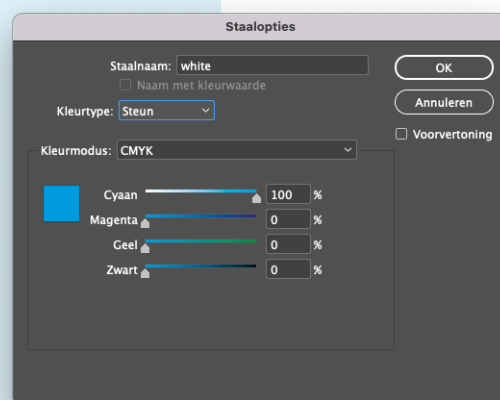 Staalopties
Staalnaam: white
Naam met kleurwaarde
Kleurtype: Steun
Kleurmodus: CMYK
Cyaan 100 %
Magenta 0 %
Geel 0 %
Zwart 0 %
OK
Annuleren
Voorvertoning